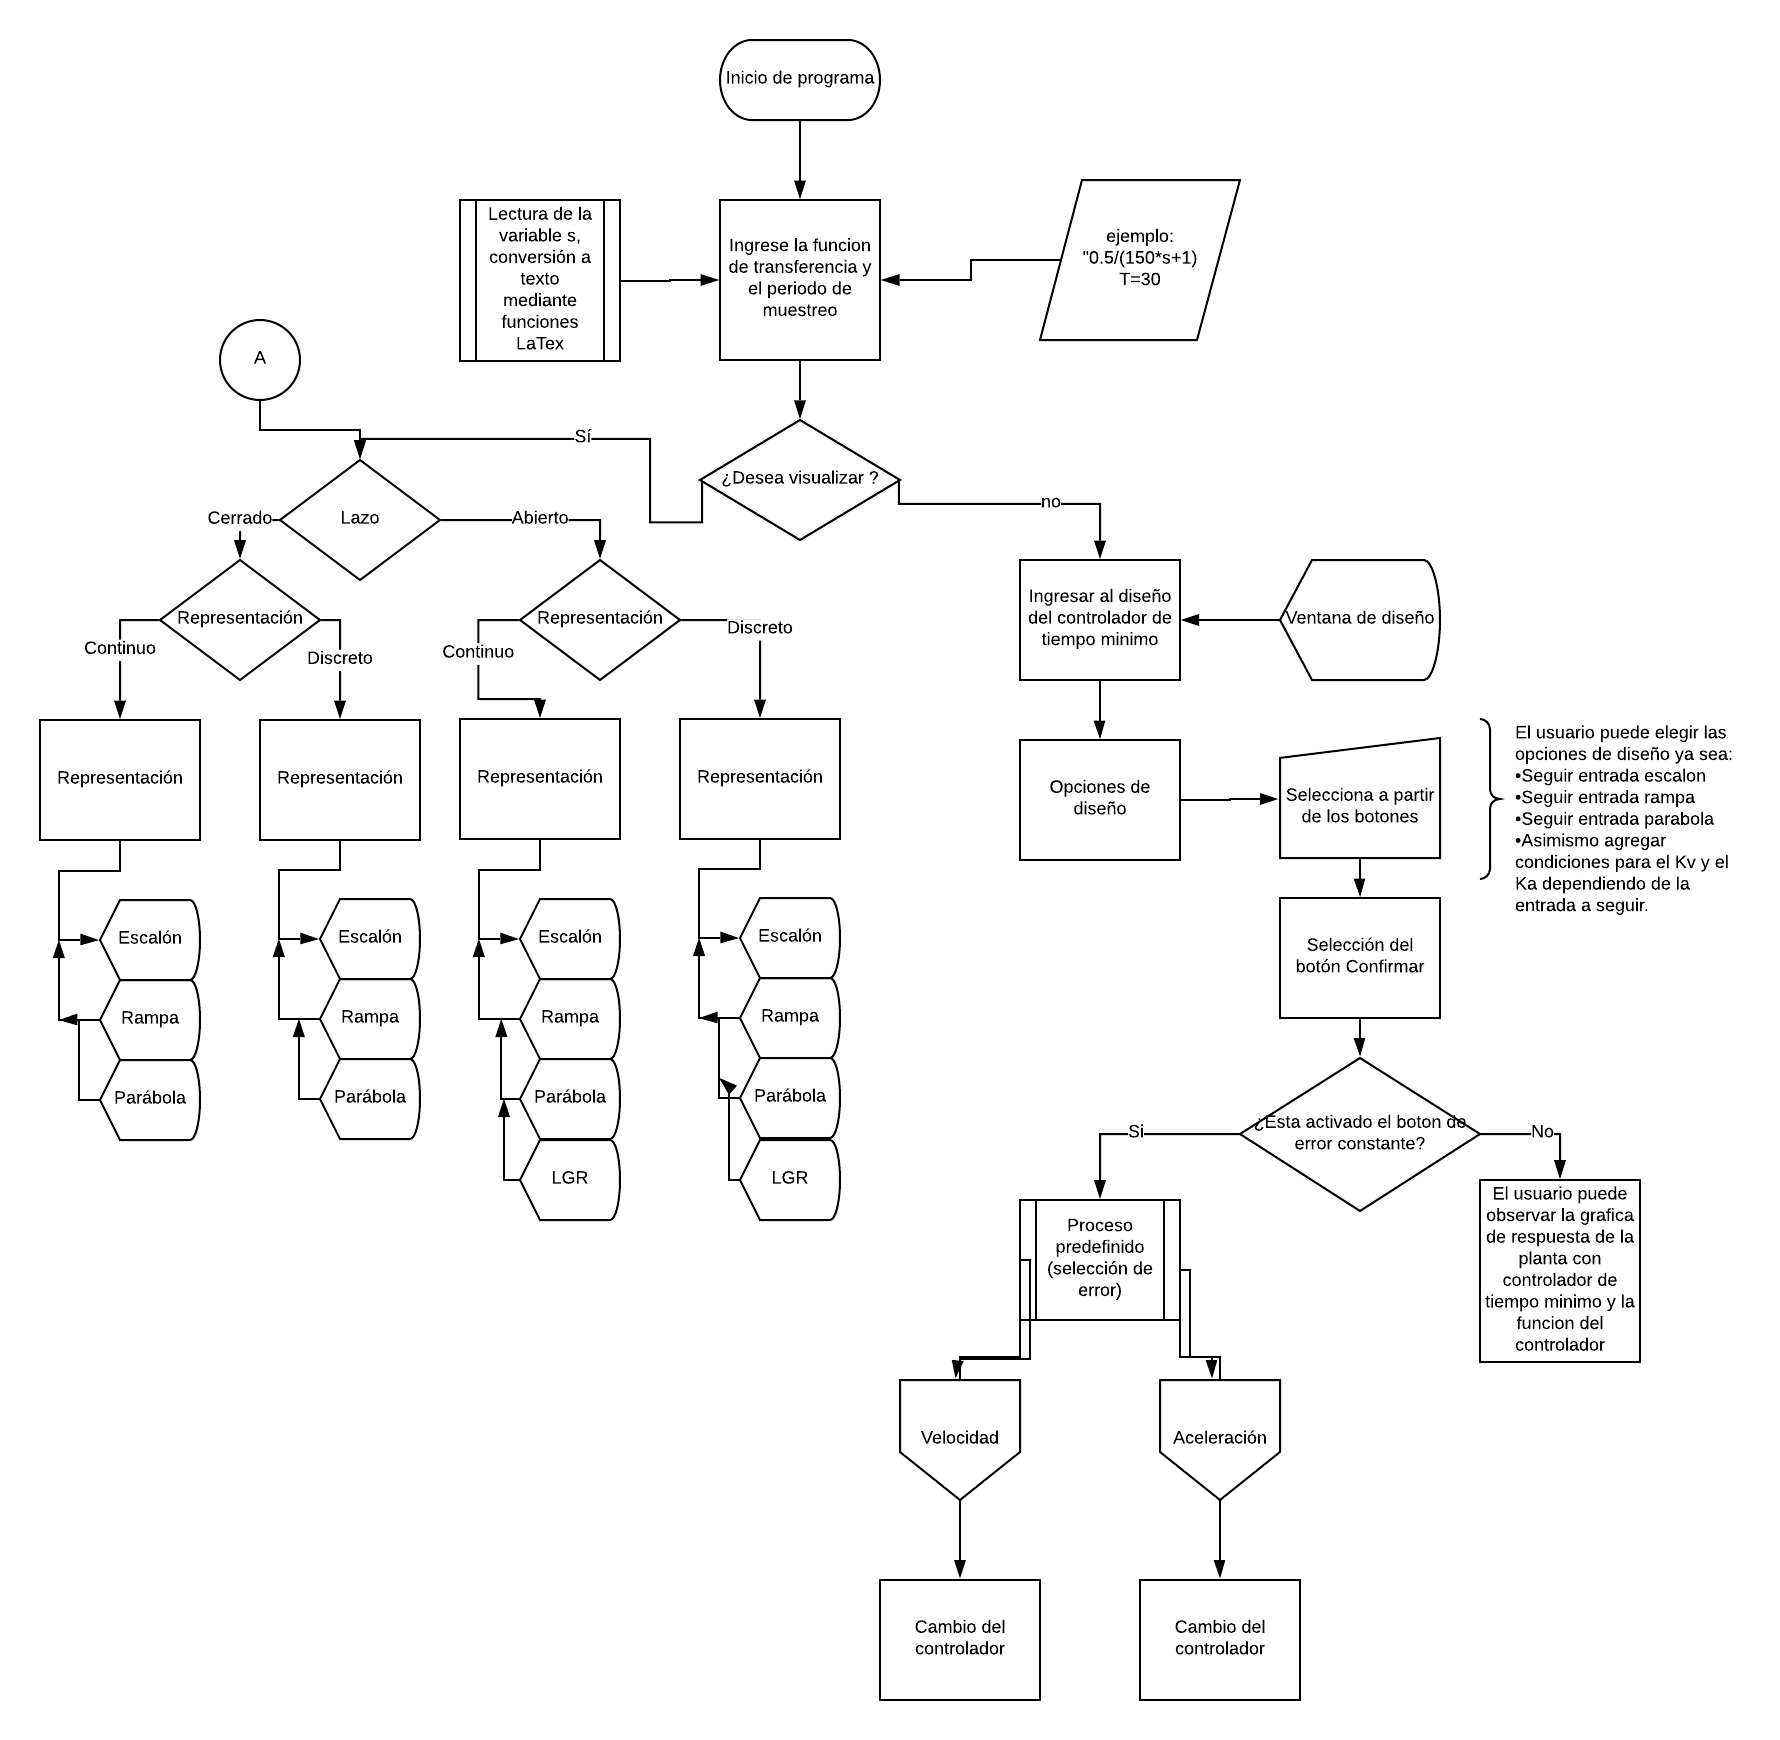 Inicio de programa
Lectura de la
variable s,
conversión a
texto
mediante
funciones
LaTex
Ingrese la funcion
de transferencia y
el periodo de
muestreo
ejemplo:
"0.5/(150*s+1)
T=30
A
Sí
¿Desea visualizar ?
no
Cerrado
Lazo
Abierto
Representación
Continuo
Discreto
Representación
Continuo
Discreto
Ingresar al diseño
del controlador de
tiempo minimo
Ventana de diseño
Representación
Representación
Representación
Representación
Opciones de
diseño
Selecciona a partir
de los botones
El usuario puede elegir las
opciones de diseño ya sea:
•Seguir entrada escalon
•Seguir entrada rampa
•Seguir entrada parabola
•Asimismo agregar
condiciones para el Kv y el
Ka dependiendo de la
entrada a seguir.
Escalón
Rampa
Parábola
Escalón
Rampa
Parábola
Escalón
Rampa
Parábola
LGR
Escalón
Rampa
Parábola
LGR
Selección del
botón Confirmar
¿Esta activado el boton de
error constante?
Si
No
Proceso
predefinido
(selección de
error)
El usuario puede
observar la grafica
de respuesta de la
planta con
controlador de
tiempo minimo y la
funcion del
controlador
Velocidad
Aceleración
Cambio del
controlador
Cambio del
controlador